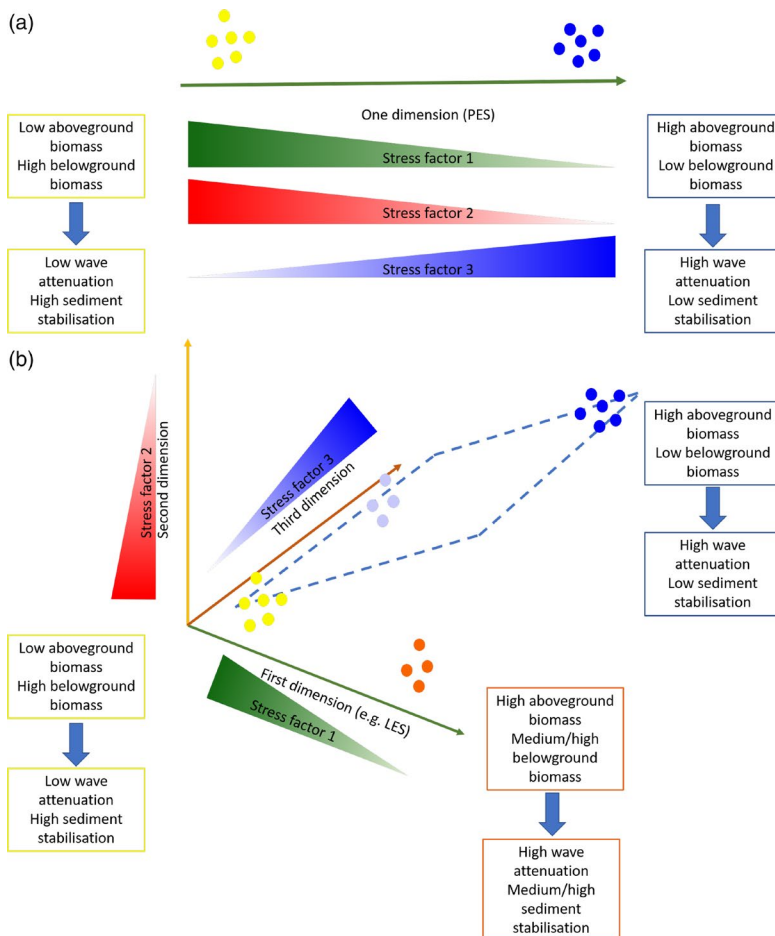 (a)
One dimension (PES)
Low aboveground
biomass
High belowground
biomass
Low wave
attenuation
High sediment
stabilisation
Stress factor 1
Stress factor 2
Stress factor 3
High aboveground
biomass
Low belowground
biomass
High wave
attenuation
Low sediment
stabilisation
(b)
Stress factor 2
Second dimension
Stress factor 3
Third dimension
High aboveground
biomass
Low belowground
biomass
High wave
attenuation
Low sediment
stabilisation
Low aboveground
biomass
High belowground
biomass
Low wave
attenuation
High sediment
stabilisation
First dimension (e.g. LES)
Stress factor 1
High aboveground
biomass
Medium/high
belowground
biomass
High wave
attenuation
Medium/high
sediment
stabilisation